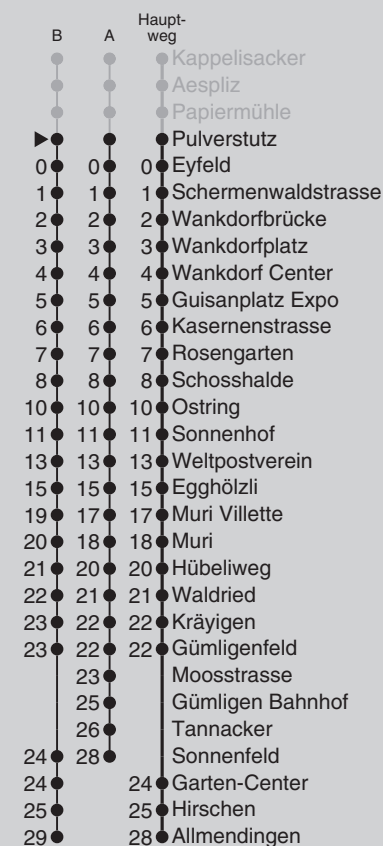 Haupt-
B A weg
Kappelisacker
Aespliz
Papiermühle
Pulverstutz
0 0 0 Eyfeld
1 1 1 Schermenwaldstrasse
2 2 2 Wankdorfbrücke
3 3 3 Wankdorfplatz
4 4 4 Wankdorf Center
5 5 5 Guisanplatz Expo
6 6 6 Kasernenstrasse
7 7 7 Rosengarten
8 8 8 Schosshalde
10 10 10 Ostring
11 11 11 Sonnenhof
13 13 13 Weltpostverein
15 15 15 Egghölzli
19 17 17 Muri Villette
20 18 18 Muri
21 20 20 Hübeliweg
22 21 21 Waldried
23 22 22 Kräyigen
23 22 22 Gümligenfeld
23 Moosstrasse
25 Gümligen Bahnhof
26 Tannacker
24 28 Sonnenfeld
24 24 Garten-Center
25 25 Hirschen
29 28 Allmendingen